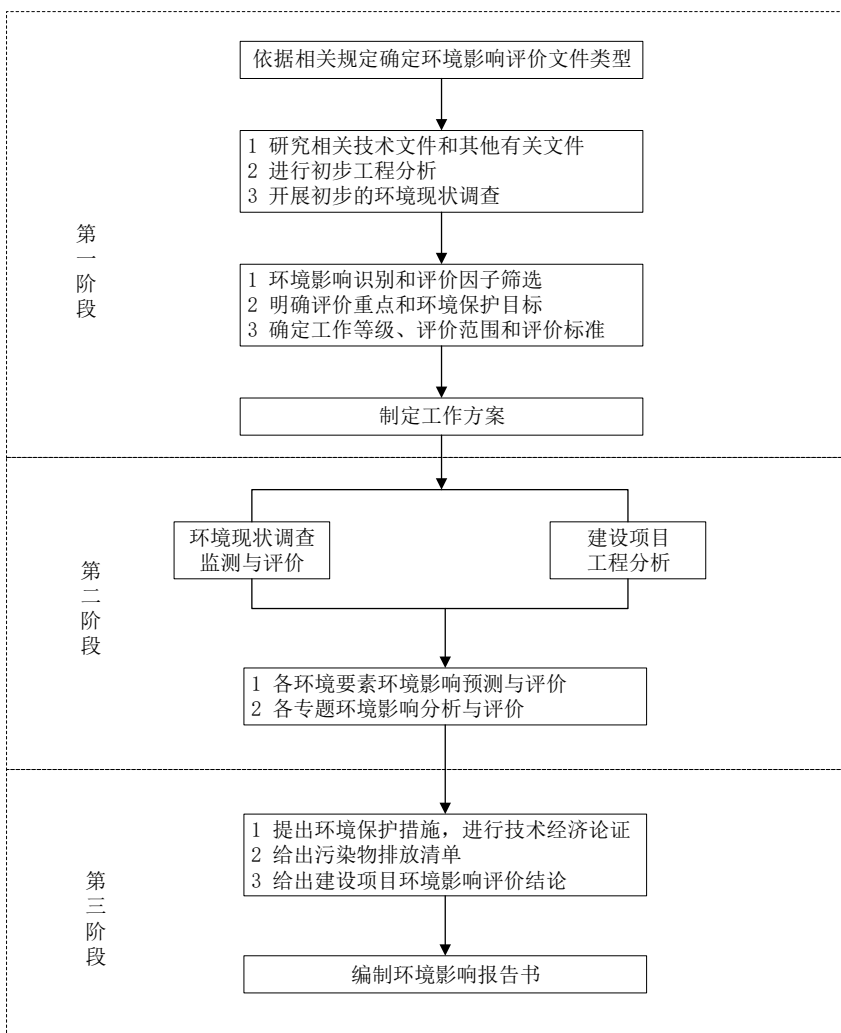 依据相关规定确定环境影响评价文件类型
1 研究相关技术文件和其他有关文件
2 进行初步工程分析
3 开展初步的环境现状调查
第一阶段
1 环境影响识别和评价因子筛选
2 明确评价重点和环境保护目标
3 确定工作等级、评价范围和评价标准
制定工作方案
环境现状调查
监测与评价
建设项目
工程分析
第二阶段
1 各环境要素环境影响预测与评价
2 各专题环境影响分析与评价
1 提出环境保护措施，进行技术经济论证
2 给出污染物排放清单
3 给出建设项目环境影响评价结论
第三阶段
编制环境影响报告书